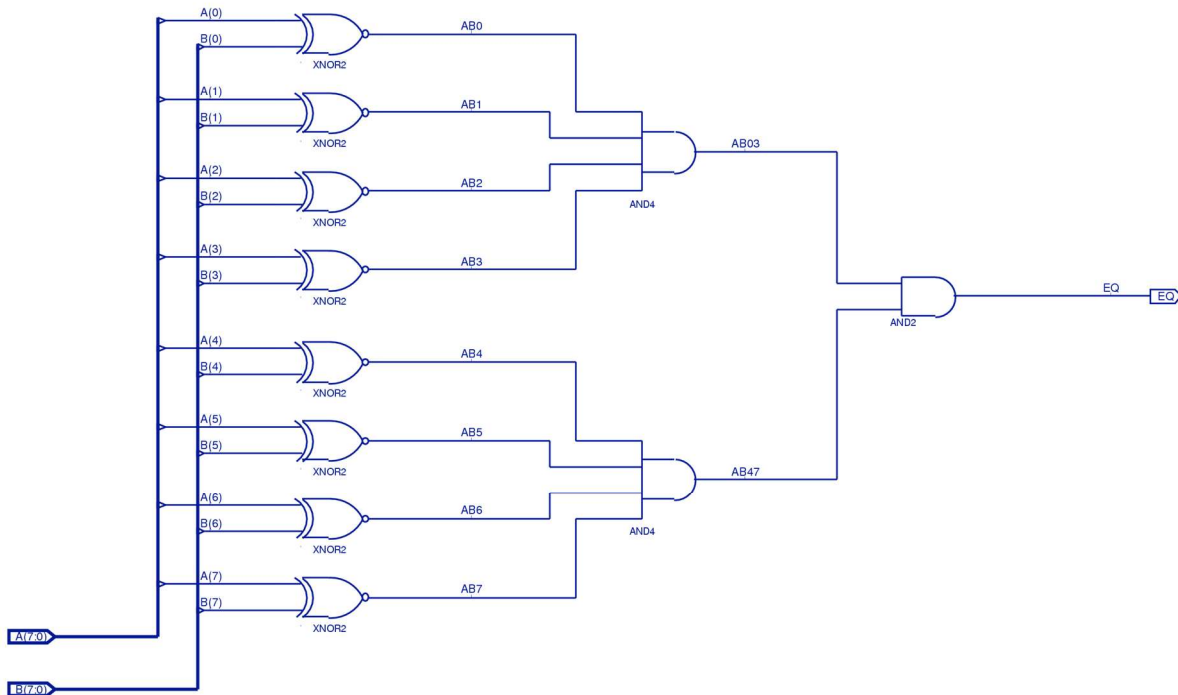 A(0)
AB0
B(0)
XNOR2
A(1)
AB1
B(1)
XNOR2
AB03
A(2)
AB2
B(2)
AND4
XNOR2
A(3)
AB3
B(3)
XNOR2
EQ
EQ
AND2
A(4)
AB4
B(4)
XNOR2
A(5)
AB5
B(5)
XNOR2
AB47
A(6)
AB6
B(6)
AND4
XNOR2
A(7)
AB7
B(7)
XNOR2
A(7:0)
B(7:0)